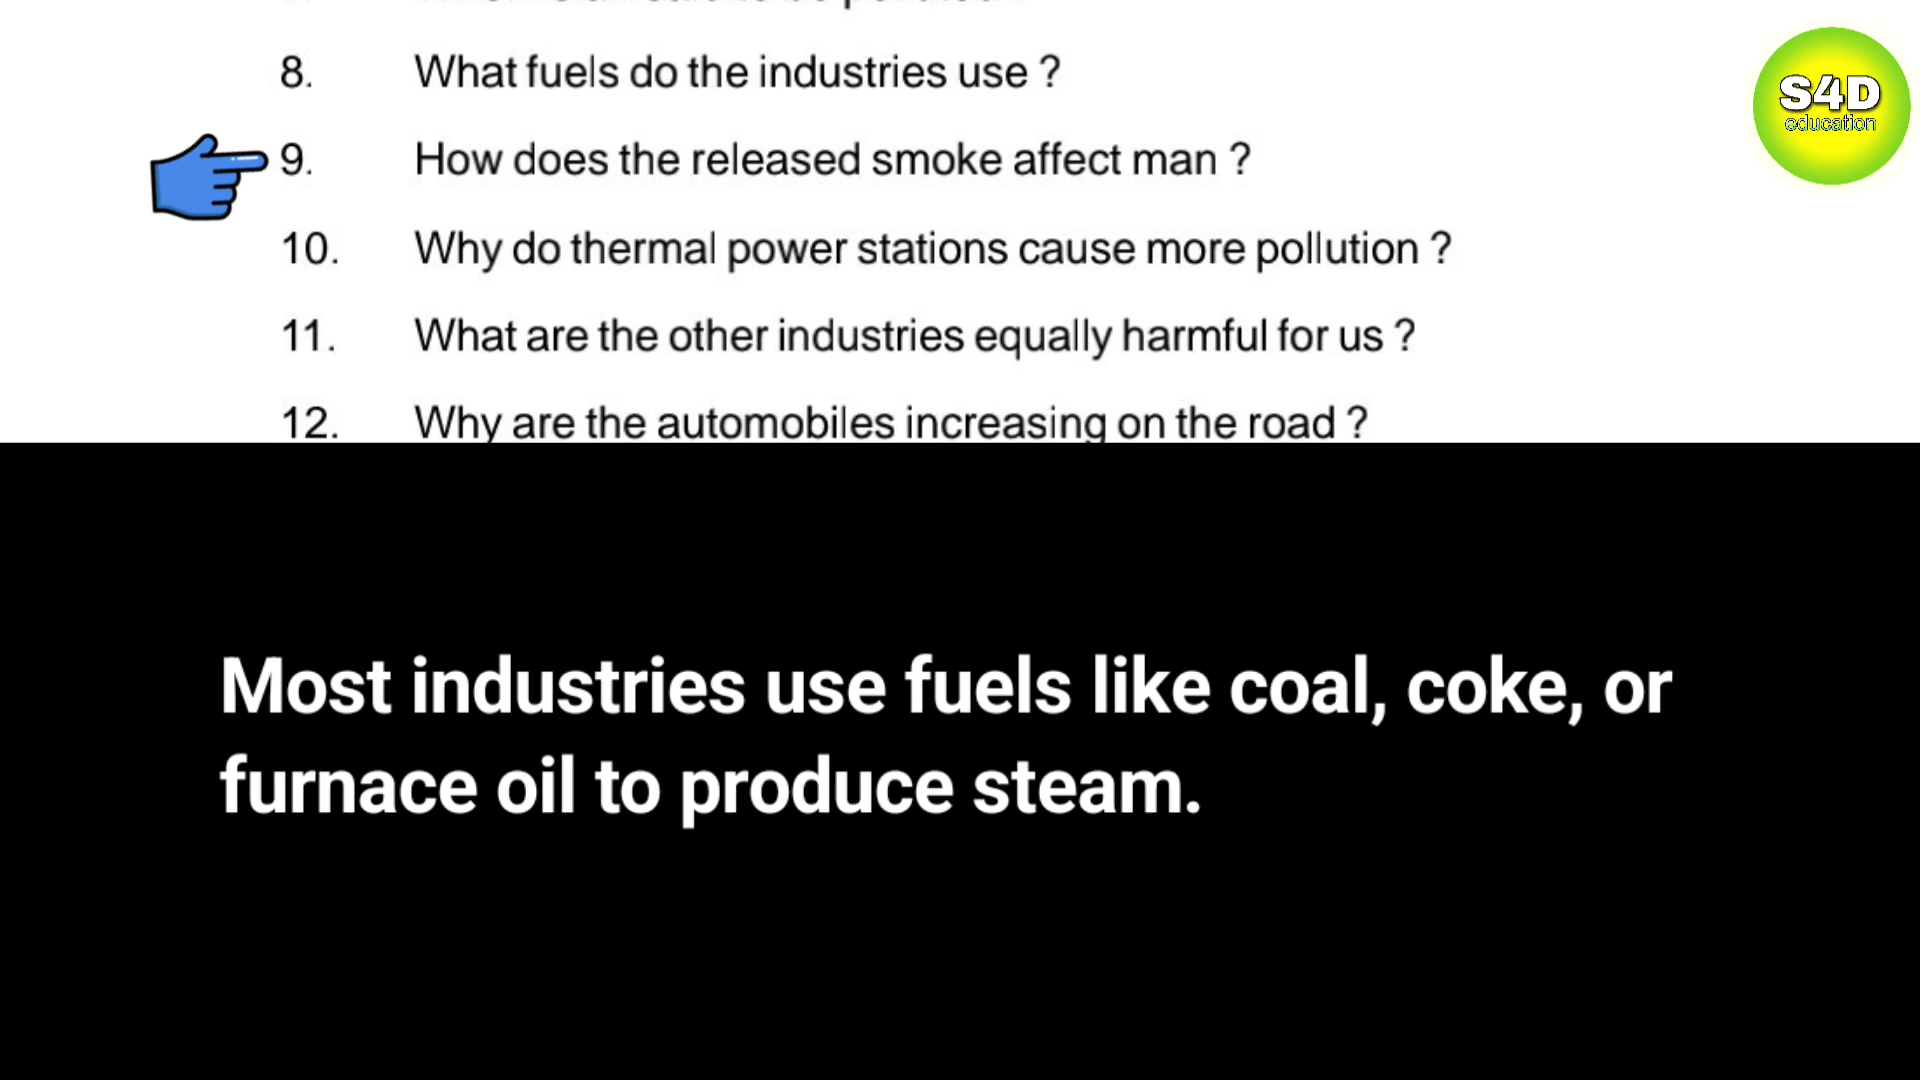 8. What fuels do the industries use ?
9. How does the released smoke affect man ?
10. Why do thermal power stations cause more pollution ?
11. What are the other industries equally harmful for us ?
12. Why are the automobiles increasing on the road ?
S4D
education
Most industries use fuels like coal, coke, or
furnace oil to produce steam.